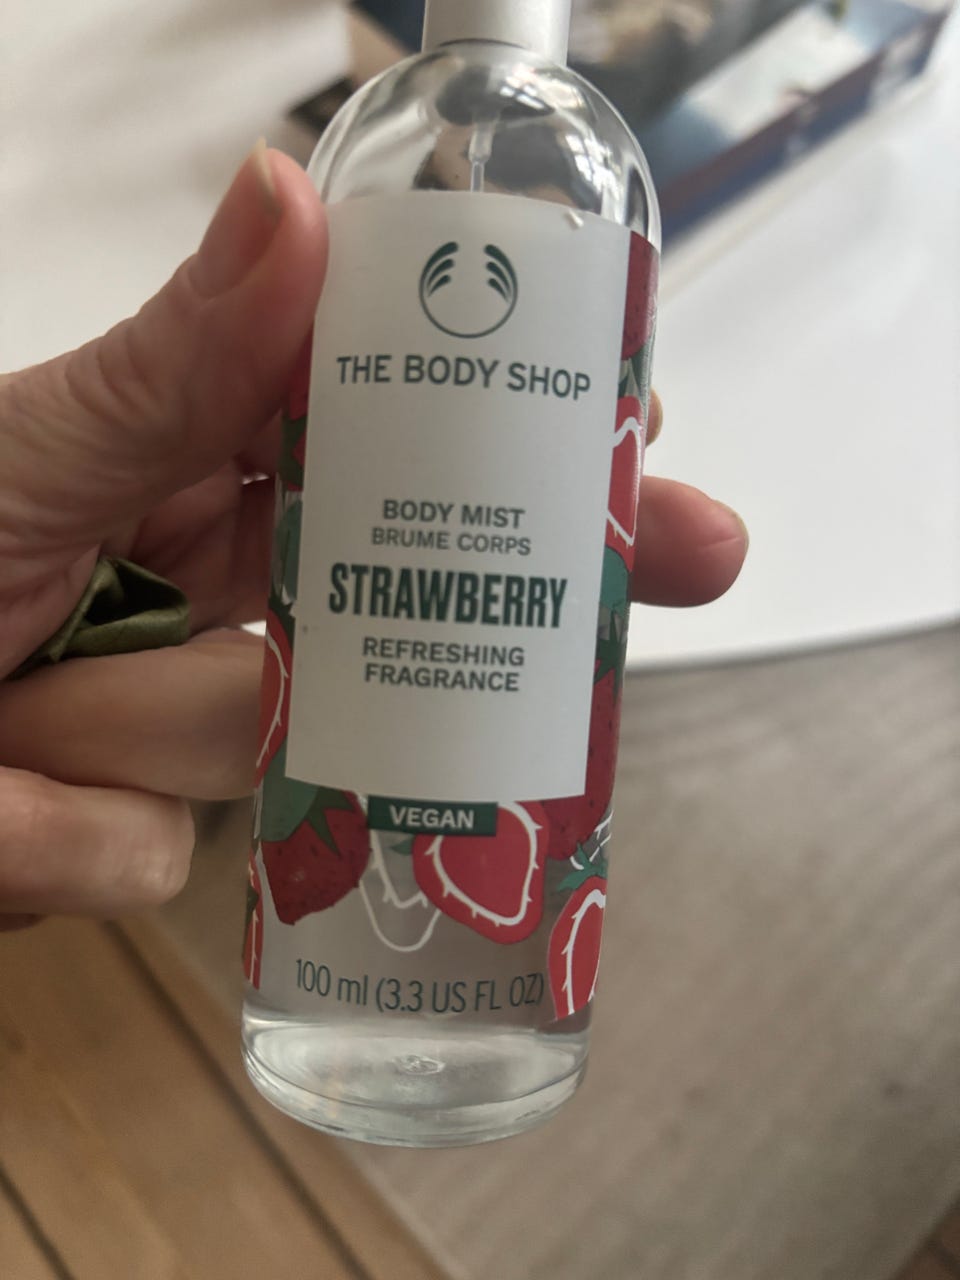 THE BODY SHOP
BODY MIST
BRUME CORPS
STRAWBERRY
REFRESHING
FRAGRANCE
VEGAN
100 ml (3.3 US FL OZ)